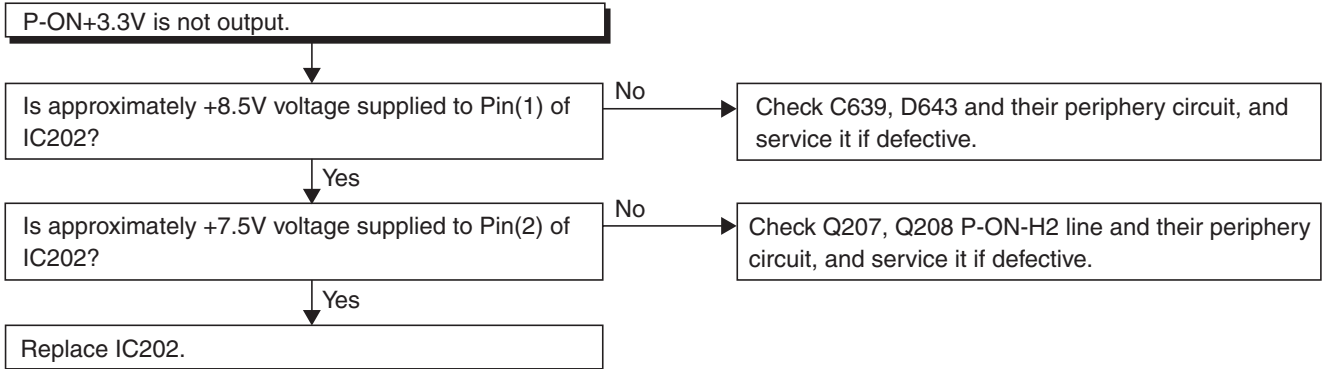 P-ON+3.3V is not output.
Is approximately +8.5V voltage supplied to Pin(1) of
IC202?
No
Check C639, D643 and their periphery circuit, and
service it if defective.
Yes
Is approximately +7.5V voltage supplied to Pin(2) of
IC202?
No
Check Q207, Q208 P-ON-H2 line and their periphery
circuit, and service it if defective.
Yes
Replace IC202.